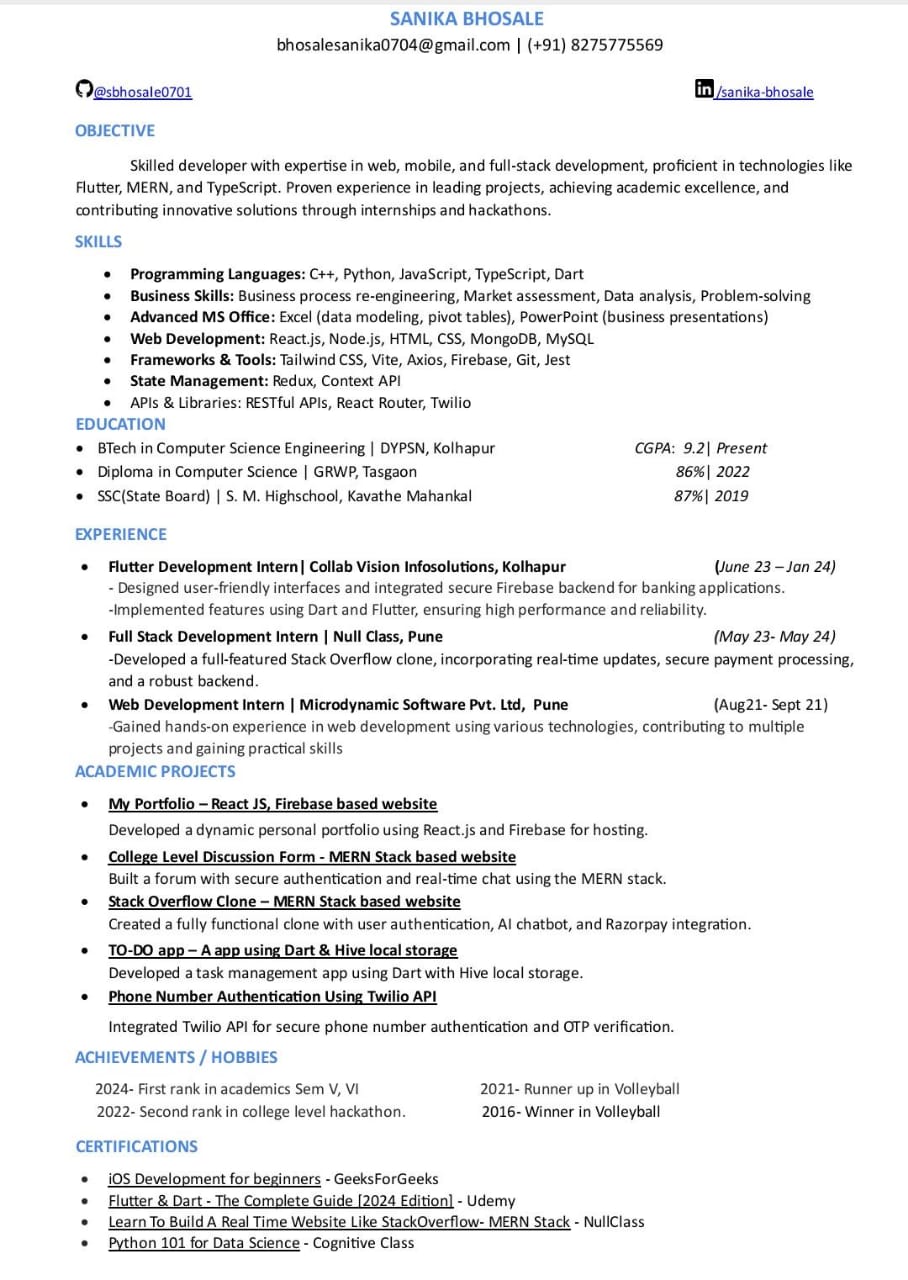 SANIKA BHOSALE
bhosalesanika0704@gmail.com | (+91) 8275775569
@sbhosale0701 /sanika-bhosale
OBJECTIVE
Skilled developer with expertise in web, mobile, and full-stack development, proficient in technologies like
Flutter, MERN, and TypeScript. Proven experience in leading projects, achieving academic excellence, and
contributing innovative solutions through internships and hackathons.
SKILLS
• Programming Languages: C++, Python, JavaScript, TypeScript, Dart
• Business Skills: Business process re-engineering, Market assessment, Data analysis, Problem-solving
• Advanced MS Office: Excel (data modeling, pivot tables), PowerPoint (business presentations)
• Web Development: React.js, Node.js, HTML, CSS, MongoDB, MySQL
• Frameworks & Tools: Tailwind CSS, Vite, Axios, Firebase, Git, Jest
• State Management: Redux, Context API
• APIs & Libraries: RESTful APIs, React Router, Twilio
EDUCATION
• BTech in Computer Science Engineering | DYPSN, Kolhapur CGPA: 9.2| Present
• Diploma in Computer Science | GRWP, Tasgaon 86%| 2022
• SSC(State Board) | S. M. Highschool, Kavathe Mahankal 87%| 2019
EXPERIENCE
• Flutter Development Intern| Collab Vision Infosolutions, Kolhapur (June 23 – Jan 24)
- Designed user-friendly interfaces and integrated secure Firebase backend for banking applications.
-Implemented features using Dart and Flutter, ensuring high performance and reliability.
• Full Stack Development Intern | Null Class, Pune (May 23- May 24)
-Developed a full-featured Stack Overflow clone, incorporating real-time updates, secure payment processing,
and a robust backend.
• Web Development Intern | Microdynamic Software Pvt. Ltd, Pune (Aug21- Sept 21)
-Gained hands-on experience in web development using various technologies, contributing to multiple
projects and gaining practical skills
ACADEMIC PROJECTS
• My Portfolio – React JS, Firebase based website
Developed a dynamic personal portfolio using React.js and Firebase for hosting.
• College Level Discussion Form - MERN Stack based website
Built a forum with secure authentication and real-time chat using the MERN stack.
• Stack Overflow Clone – MERN Stack based website
Created a fully functional clone with user authentication, AI chatbot, and Razorpay integration.
• TO-DO app – A app using Dart & Hive local storage
Developed a task management app using Dart with Hive local storage.
• Phone Number Authentication Using Twilio API
Integrated Twilio API for secure phone number authentication and OTP verification.
ACHIEVEMENTS / HOBBIES
2024- First rank in academics Sem V, VI 2021- Runner up in Volleyball
2022- Second rank in college level hackathon. 2016- Winner in Volleyball
CERTIFICATIONS
• iOS Development for beginners - GeeksForGeeks
• Flutter & Dart - The Complete Guide [2024 Edition] - Udemy
• Learn To Build A Real Time Website Like StackOverflow- MERN Stack - NullClass
• Python 101 for Data Science - Cognitive Class